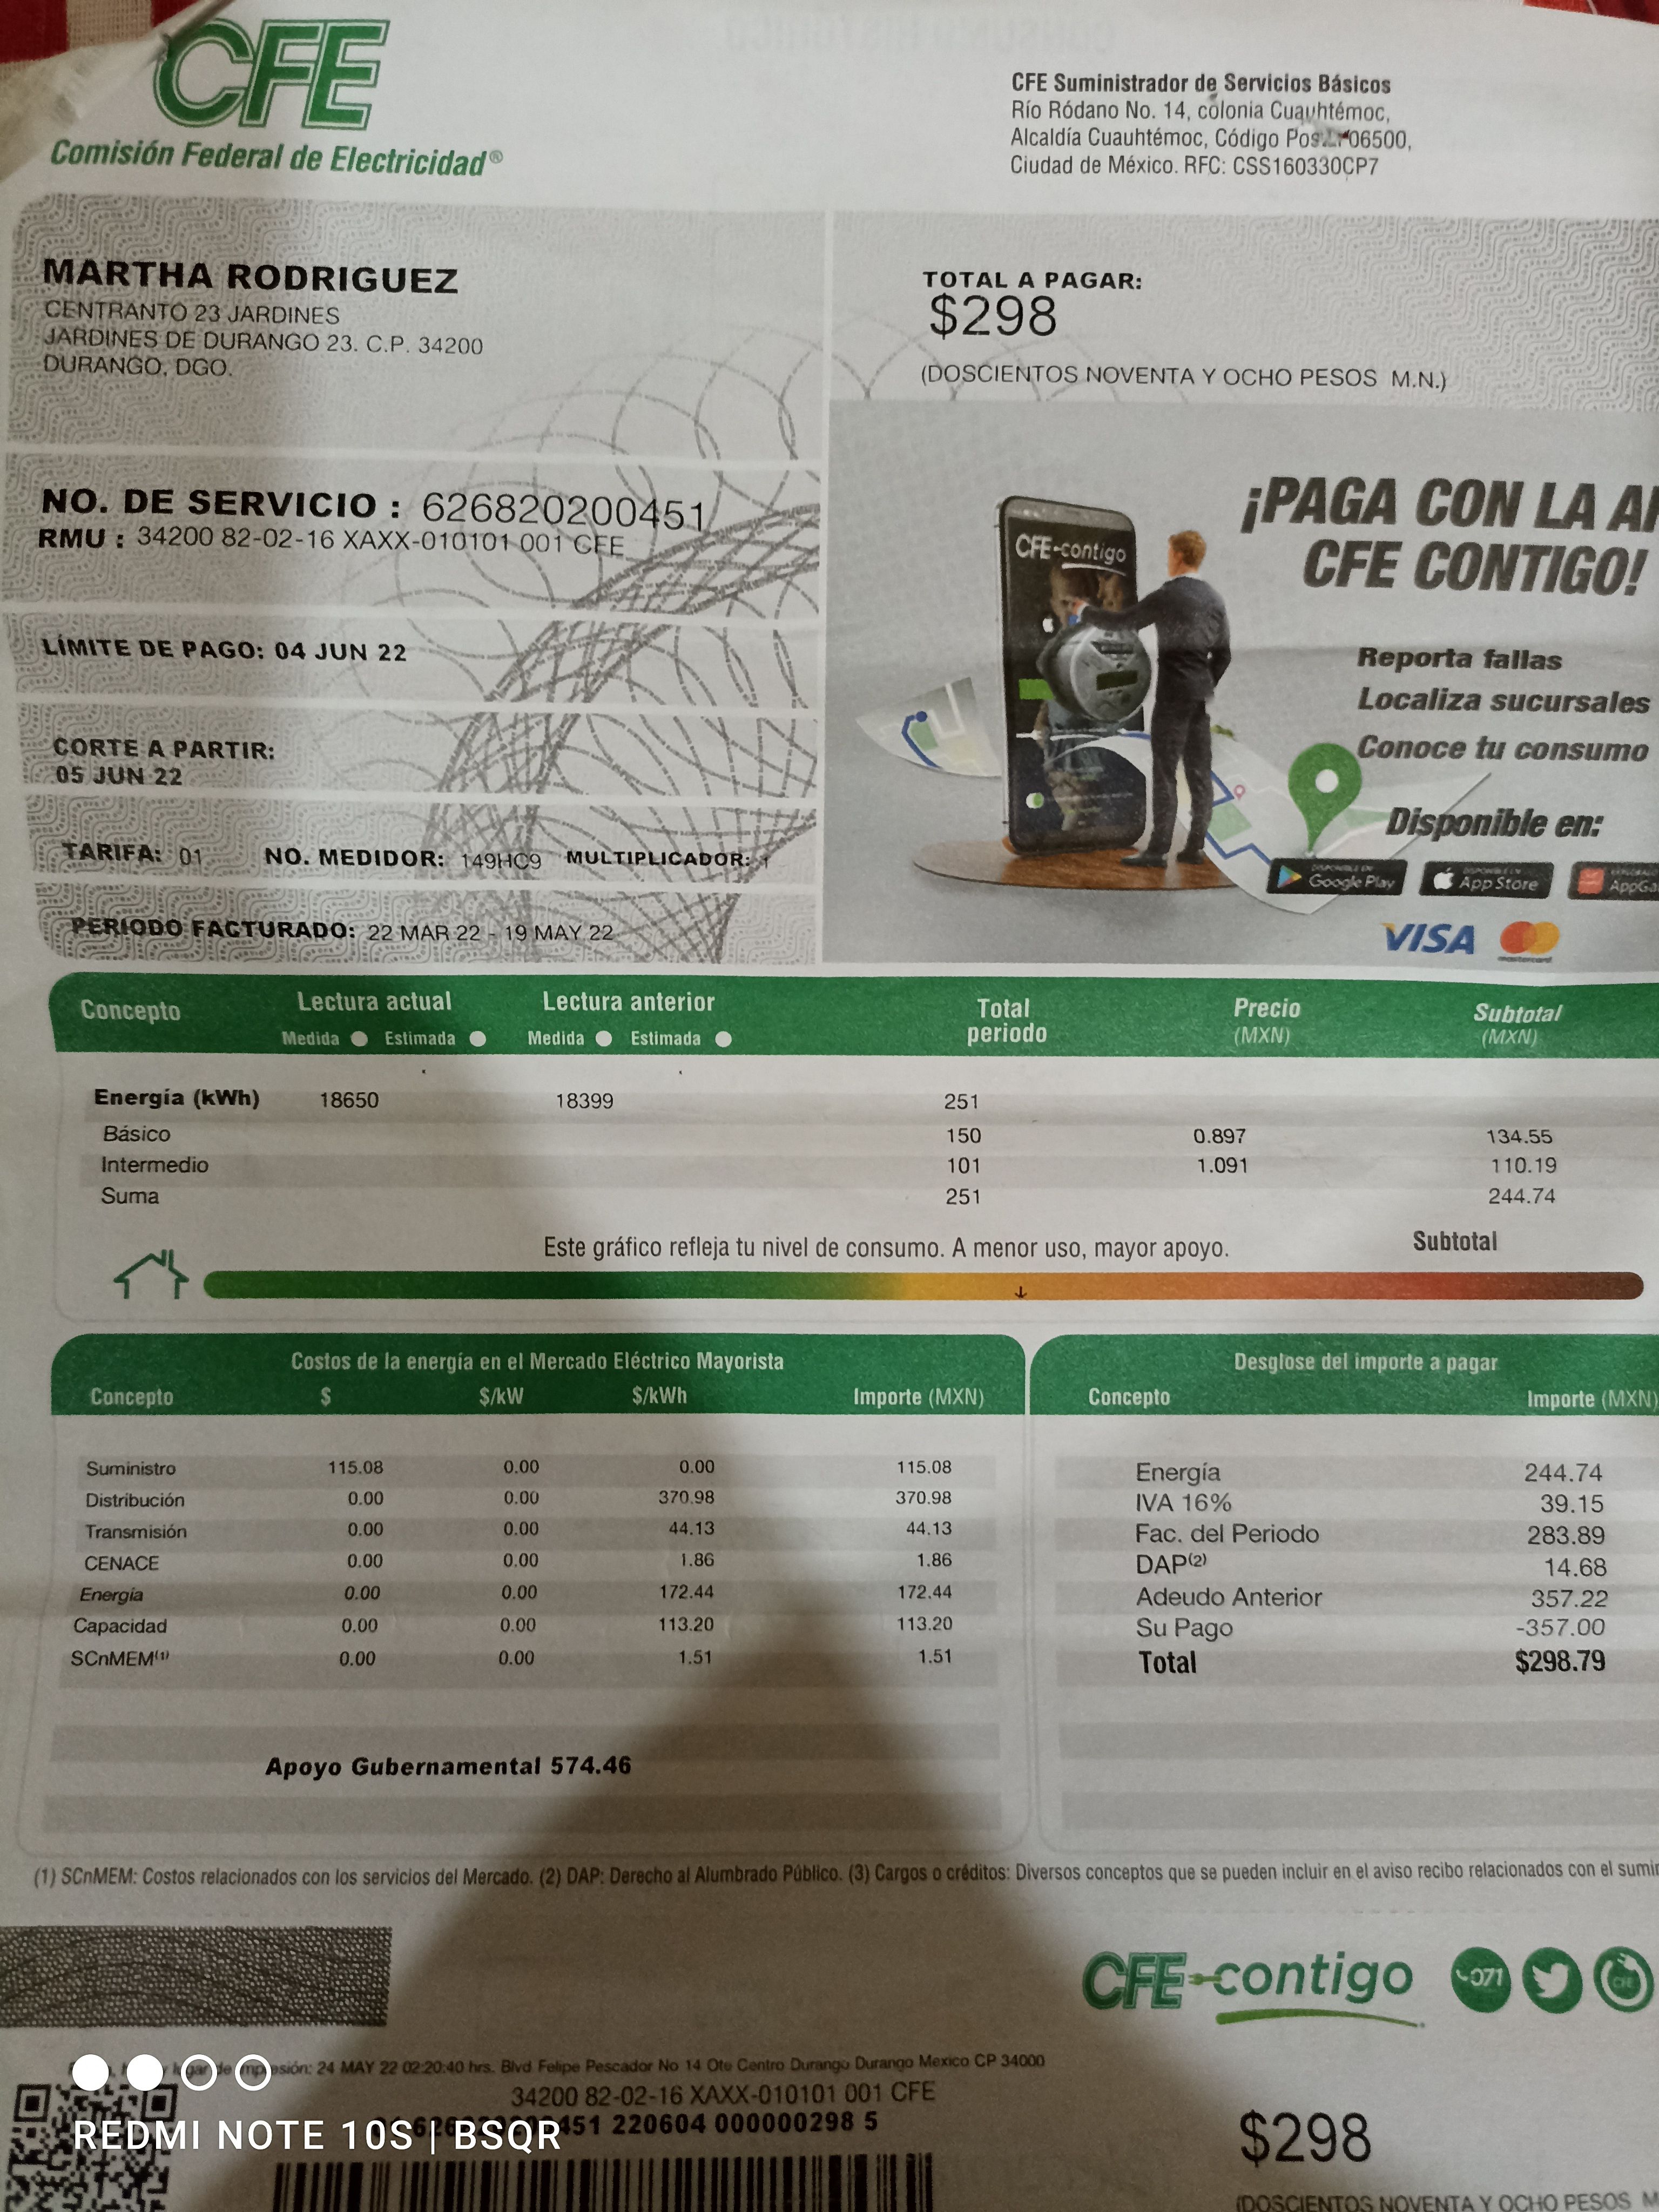 CFE
Comisión Federal de Electricidad®
CFE Suministrador de Servicios Básicos
Río Ródano No. 14, colonia Cuauhtémoc,
Alcaldía Cuauhtémoc, Código 06500,
Ciudad de México. RFC: CSS160330CP7
MARTHA RODRIGUEZ
CENTRANTO 23 JARDINES
JARDINES DE DURANGO 23. C.P. 34200
DURANGO, DGO.
TOTAL A PAGAR:
$298
(DOSCIENTOS NOVENTA Y OCHO PESOS M.N.)
NO. DE SERVICIO : 626820200451
RMU : 34200 82-02-16 XAXX-010101 001 CFE
LÍMITE DE PAGO: 04 JUN 22
CORTE A PARTIR:
05 JUN 22
TARIFA: 01 NO. MEDIDOR: 149HC9 MULTIPLICADOR: 1
PERIODO FACTURADO: 22 MAR 22 - 19 MAY 22
CFE-contigo
¡PAGA CON LA
CFE CONTIGO!
Reporta fallas
Localiza sucursales
Conoce tu consumo
Disponible en:
DISPONIBLE EN
Google Play
App Store
VISA
mastercard
Concepto Lectura actual Lectura anterior Total periodo Precio (MXN) Subtotal (MXN)
Medida Estimada Medida Estimada
Energía (kWh) 18650 18399 251
Básico 150 0.897 134.55
Intermedio 101 1.091 110.19
Suma 251 244.74
Este gráfico refleja tu nivel de consumo. A menor uso, mayor apoyo. Subtotal
Costos de la energía en el Mercado Eléctrico Mayorista
Concepto $ $/kW $/kWh Importe (MXN)
Suministro 115.08 0.00 0.00 115.08
Distribución 0.00 0.00 370.98 370.98
Transmisión 0.00 0.00 44.13 44.13
CENACE 0.00 0.00 1.86 1.86
Energía 0.00 0.00 172.44 172.44
Capacidad 0.00 0.00 113.20 113.20
SCnMEM(1) 0.00 0.00 1.51 1.51
Apoyo Gubernamental 574.46
Desglose del importe a pagar
Concepto Importe (MXN)
Energía 244.74
IVA 16% 39.15
Fac. del Periodo 283.89
DAP(2) 14.68
Adeudo Anterior 357.22
Su Pago -357.00
Total $298.79
(1) SCnMEM: Costos relacionados con los servicios del Mercado. (2) DAP: Derecho al Alumbrado Público. (3) Cargos o créditos: Diversos conceptos que se pueden incluir en el aviso recibo relacionados con el
CFE contigo
071
24 MAY 22 02:20:40 hrs. Blvd Felipe Pescador No 14 Ote Centro Durango Durango Mexico CP 34000
34200 82-02-16 XAXX-010101 001 CFE
451 220604 000000298 5
REDMI NOTE 10S | BSQR
$298
(DOSCIENTOS NOVENTA Y OCHO PESOS